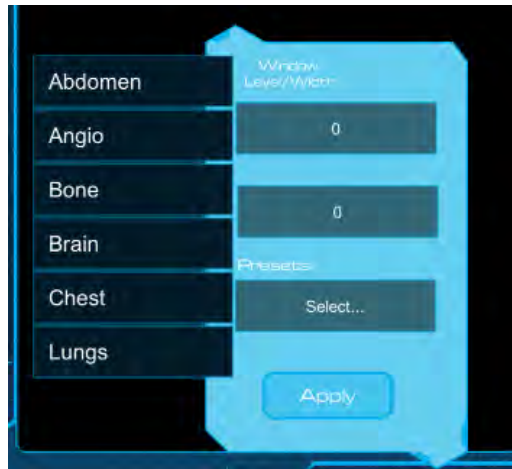 Abdomen
Angio
Bone
Brain
Chest
Lungs
Window
Level/Width:
0
0
Presets:
Select...
Apply